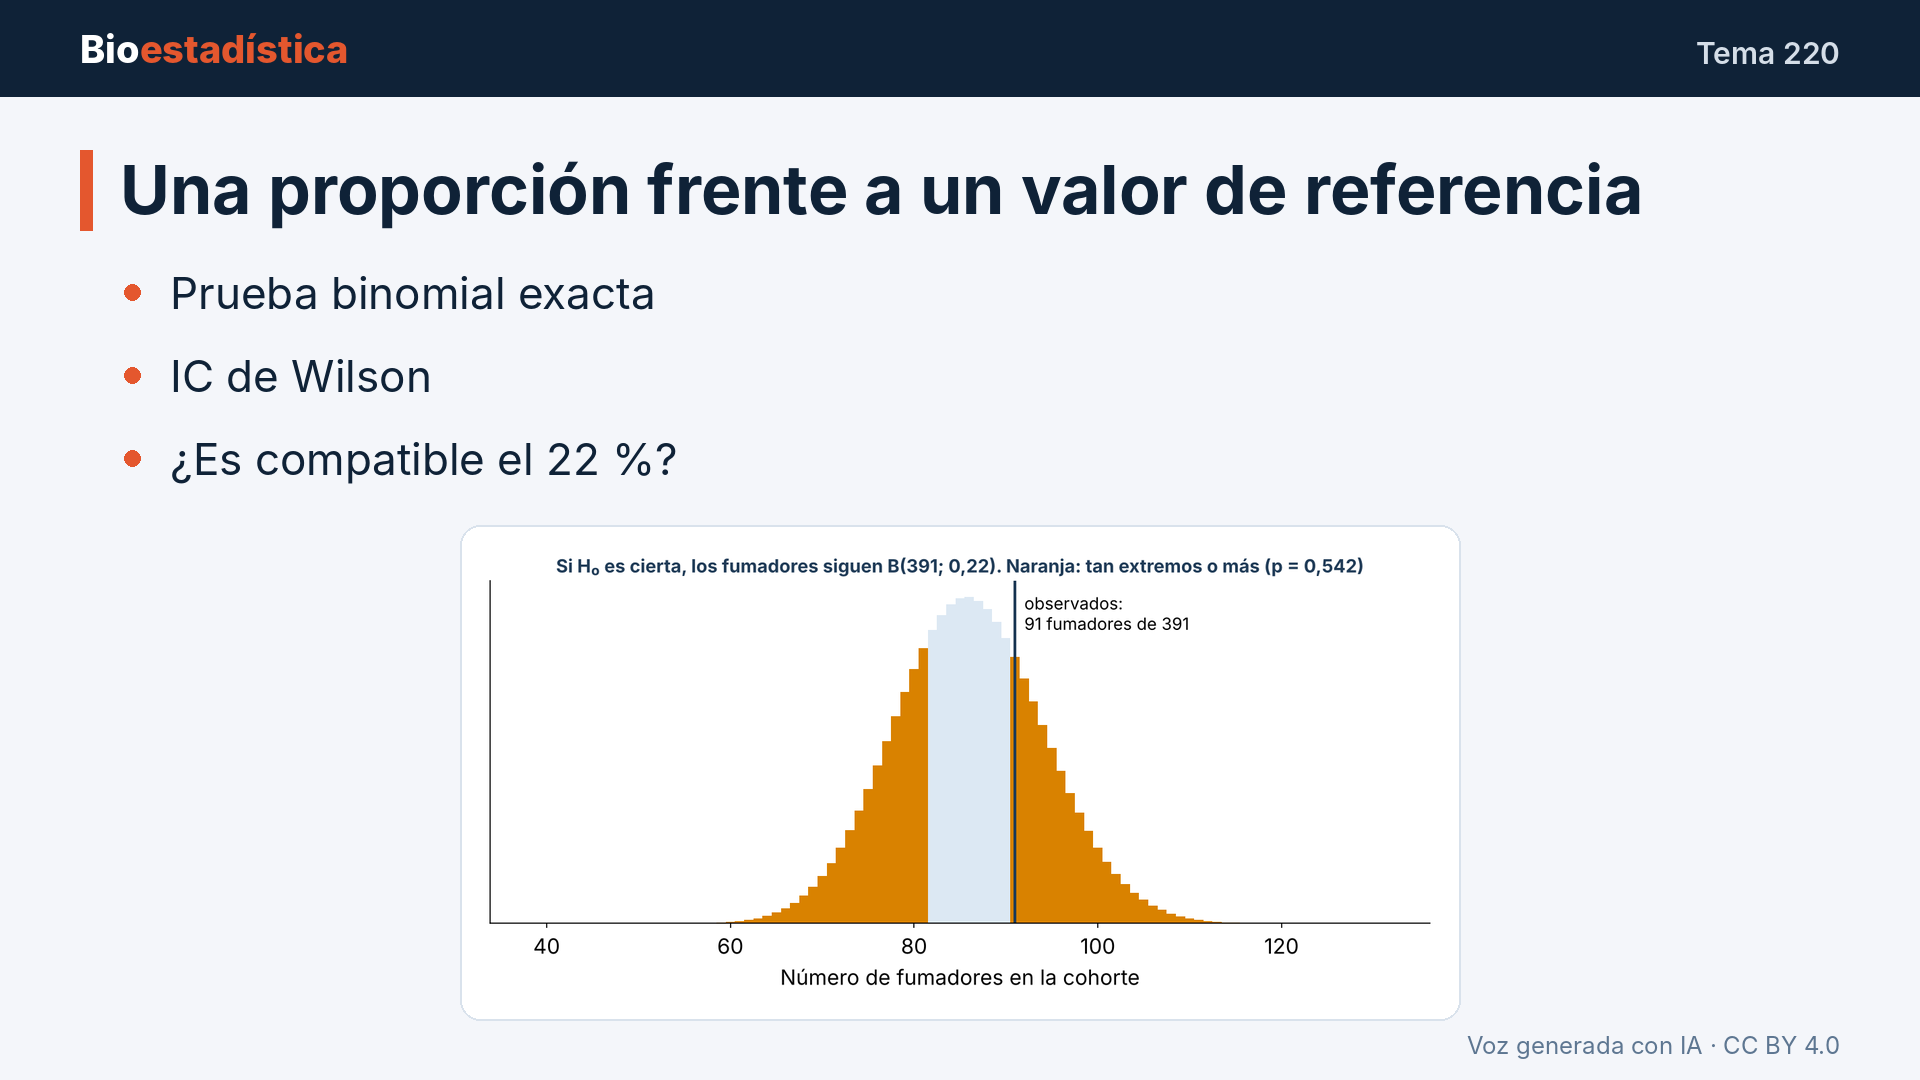 Bioestadística
Tema 220
Una proporción frente a un valor de referencia
Prueba binomial exacta
IC de Wilson
¿Es compatible el 22 %?
Si H₀ es cierta, los fumadores siguen B(391; 0,22). Naranja: tan extremos o más (p = 0,542)
observados:
91 fumadores de 391
40 60 80 100 120
Número de fumadores en la cohorte
Voz generada con IA · CC BY 4.0